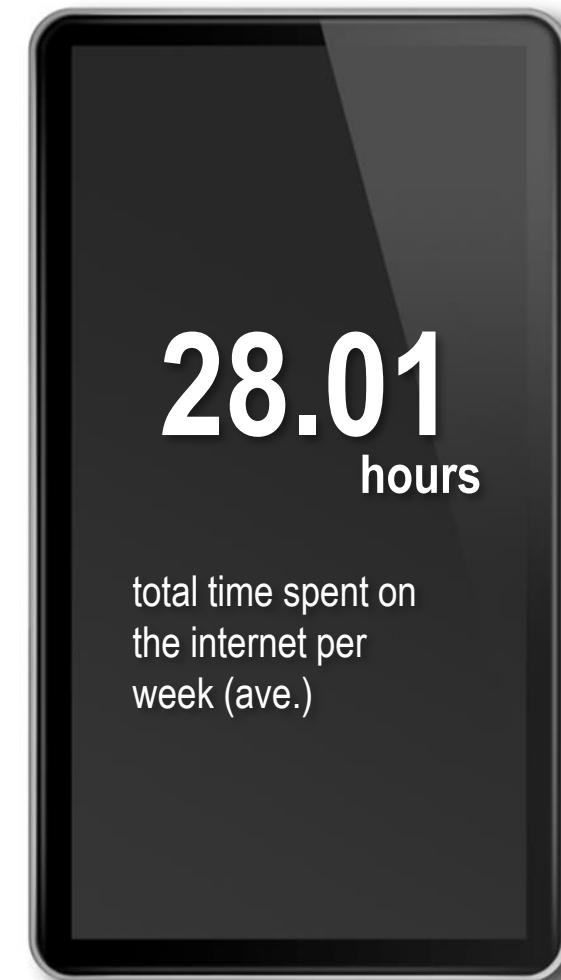 28.01
hours
total time spent on
the internet per
week (ave.)